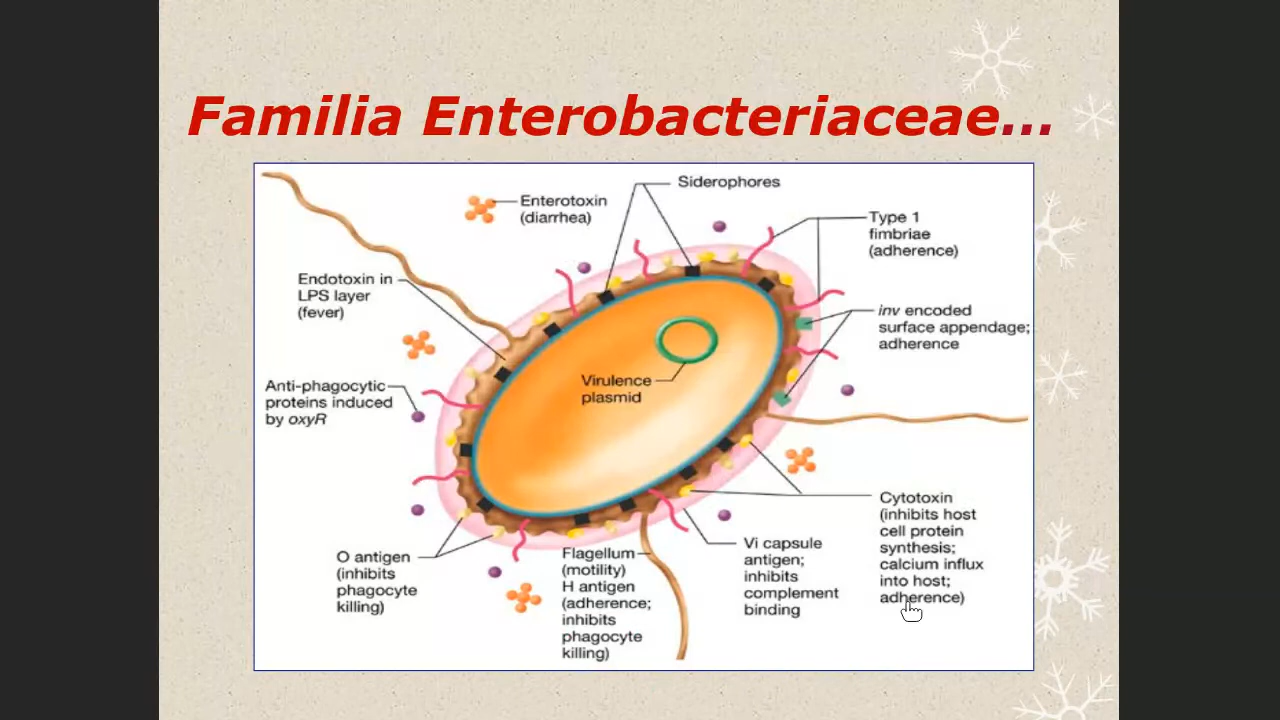 Familia Enterobacteriaceae...
Siderophores
Enterotoxin
(diarrhea)
Type 1
fimbriae
(adherence)
Endotoxin in
LPS layer
(fever)
inv encoded
surface appendage;
adherence
Virulence
plasmid
Anti-phagocytic
proteins induced
by oxyR
Cytotoxin
(inhibits host
cell protein
synthesis;
calcium influx
into host;
adherence)
O antigen
(inhibits
phagocyte
killing)
Flagellum
(motility)
H antigen
(adherence;
inhibits
phagocyte
killing)
Vi capsule
antigen;
inhibits
complement
binding